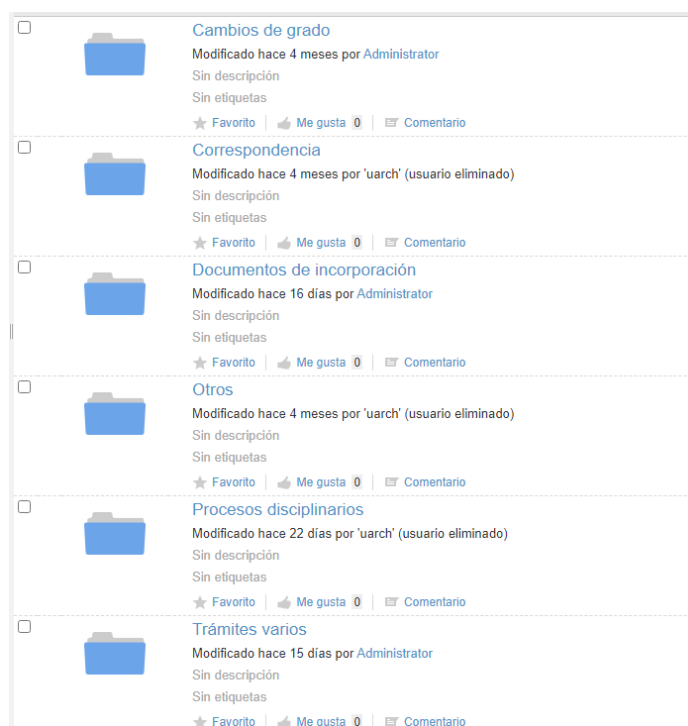 Cambios de grado
Modificado hace 4 meses por Administrator
Sin descripción
Sin etiquetas
Favorito Me gusta 0 Comentario
Correspondencia
Modificado hace 4 meses por 'uarch' (usuario eliminado)
Sin descripción
Sin etiquetas
Favorito Me gusta 0 Comentario
Documentos de incorporación
Modificado hace 16 días por Administrator
Sin descripción
Sin etiquetas
Favorito Me gusta 0 Comentario
Otros
Modificado hace 4 meses por 'uarch' (usuario eliminado)
Sin descripción
Sin etiquetas
Favorito Me gusta 0 Comentario
Procesos disciplinarios
Modificado hace 22 días por 'uarch' (usuario eliminado)
Sin descripción
Sin etiquetas
Favorito Me gusta 0 Comentario
Trámites varios
Modificado hace 15 días por Administrator
Sin descripción
Sin etiquetas
Favorito Me gusta 0 Comentario